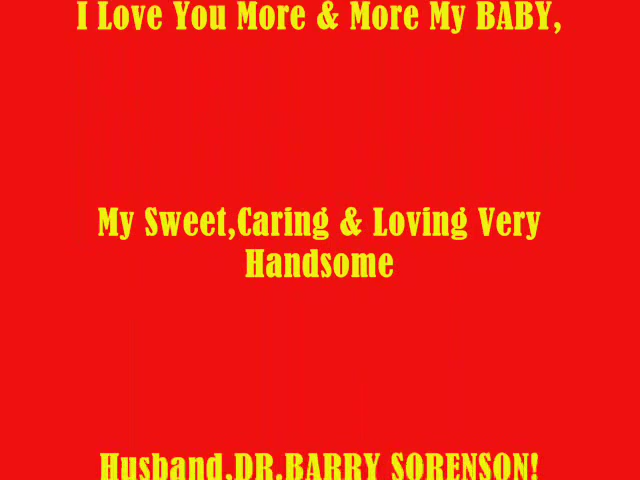 I Love You More & More My BABY,
My Sweet,Caring & Loving Very
Handsome
Husband,DR.BARRY SORENSON!